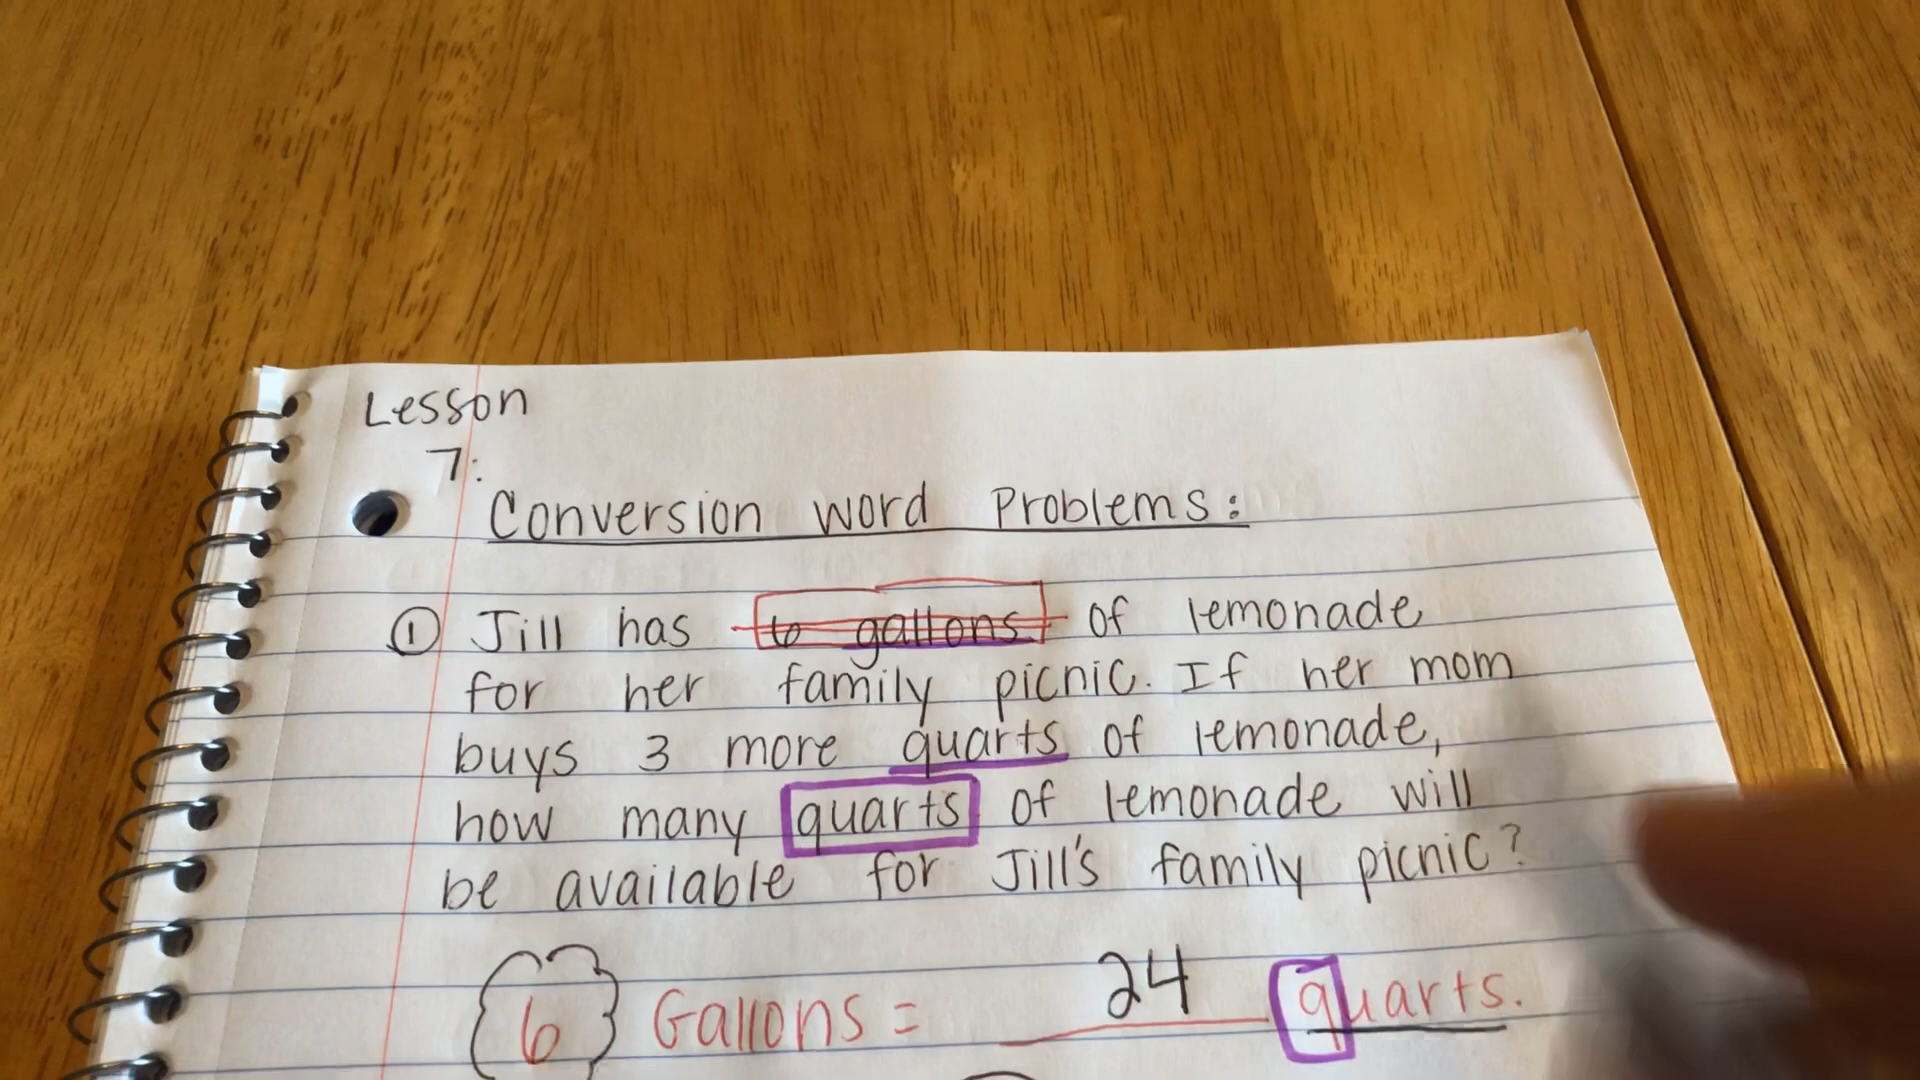 Lesson
7:
Conversion word Problems:
① Jill has 6 gallons of lemonade
for her family picnic. If her mom
buys 3 more quarts of lemonade,
how many quarts of lemonade will
be available for Jill's family picnic?
6 Gallons = 24 quarts.